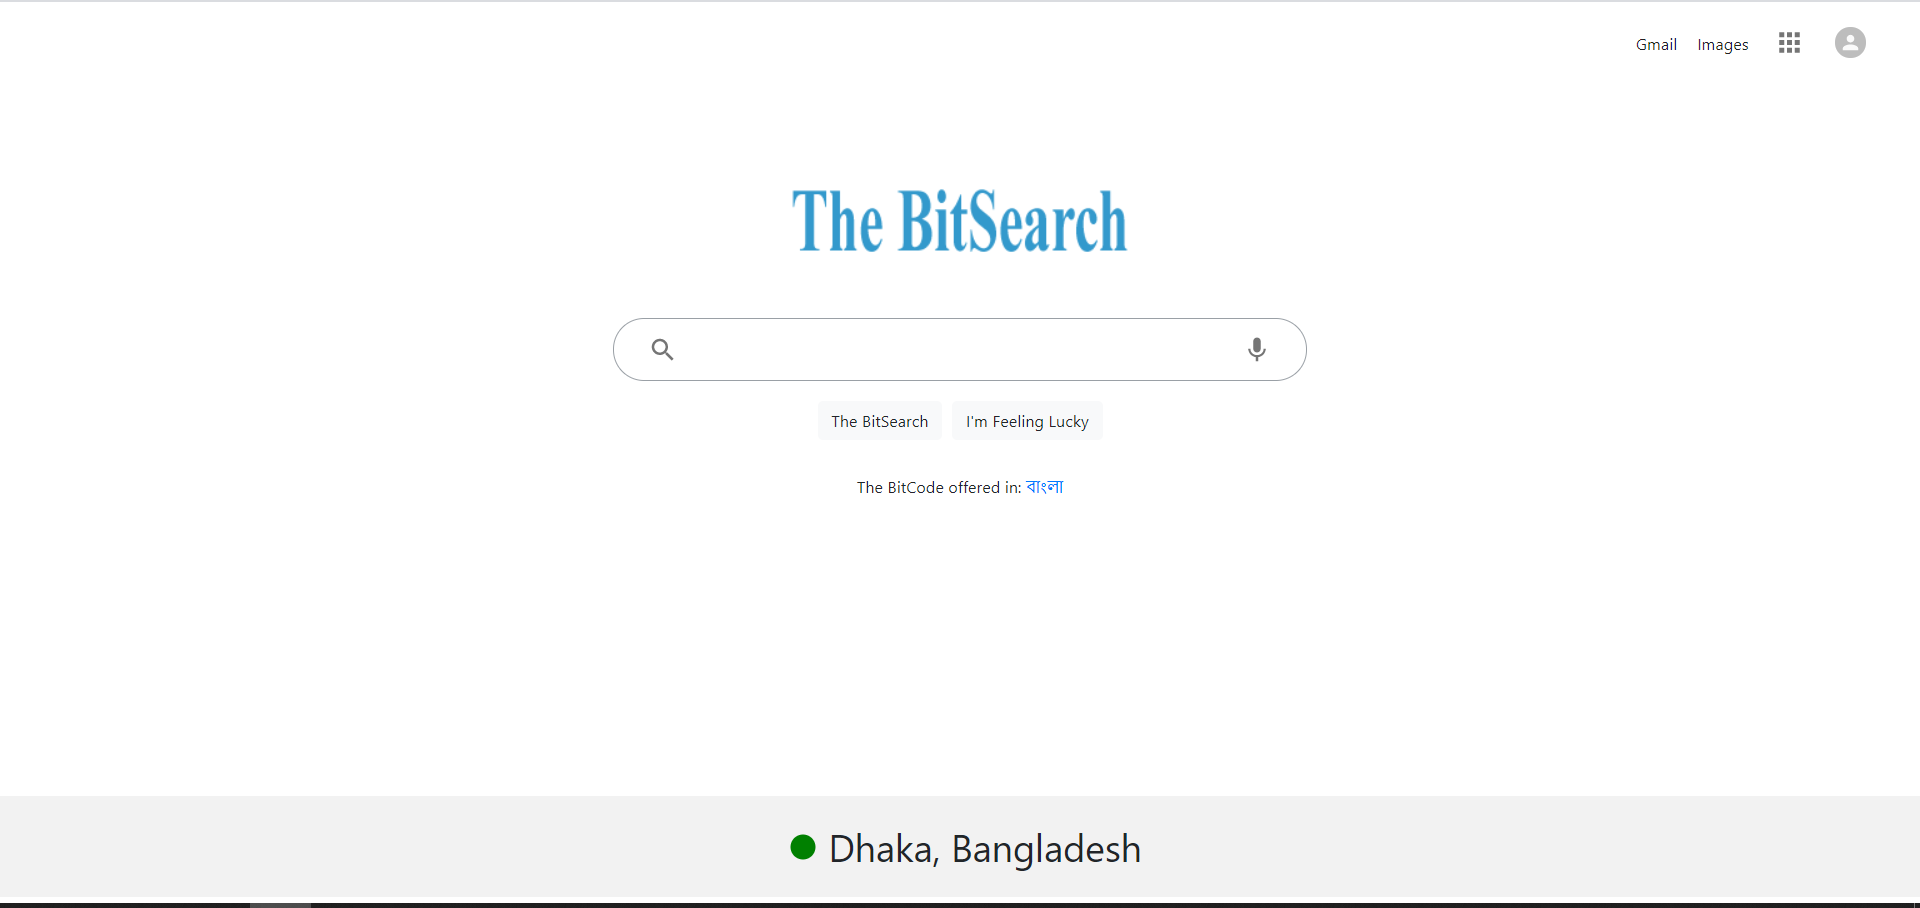 Gmail Images
The BitSearch
The BitSearch I'm Feeling Lucky
The BitCode offered in: বাংলা
Dhaka, Bangladesh